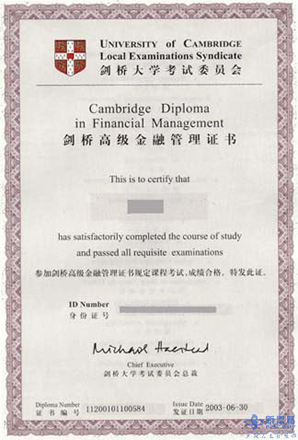 UNIVERSITY of CAMBRIDGE
Local Examinations Syndicate
剑桥大学考试委员会
Cambridge Diploma
in Financial Management
剑桥高级金融管理证书
This is to certify that
has satisfactorily completed the course of study
and passed all requisite examinations
参加剑桥高级金融管理证书规定课程考试,成绩合格,特发此证。
ID Number
身份证号
Chief Executive
剑桥大学考试委员会总裁
Diploma Number
证书编号 11200101100584
Issue Date
发证日期 2003-06-30